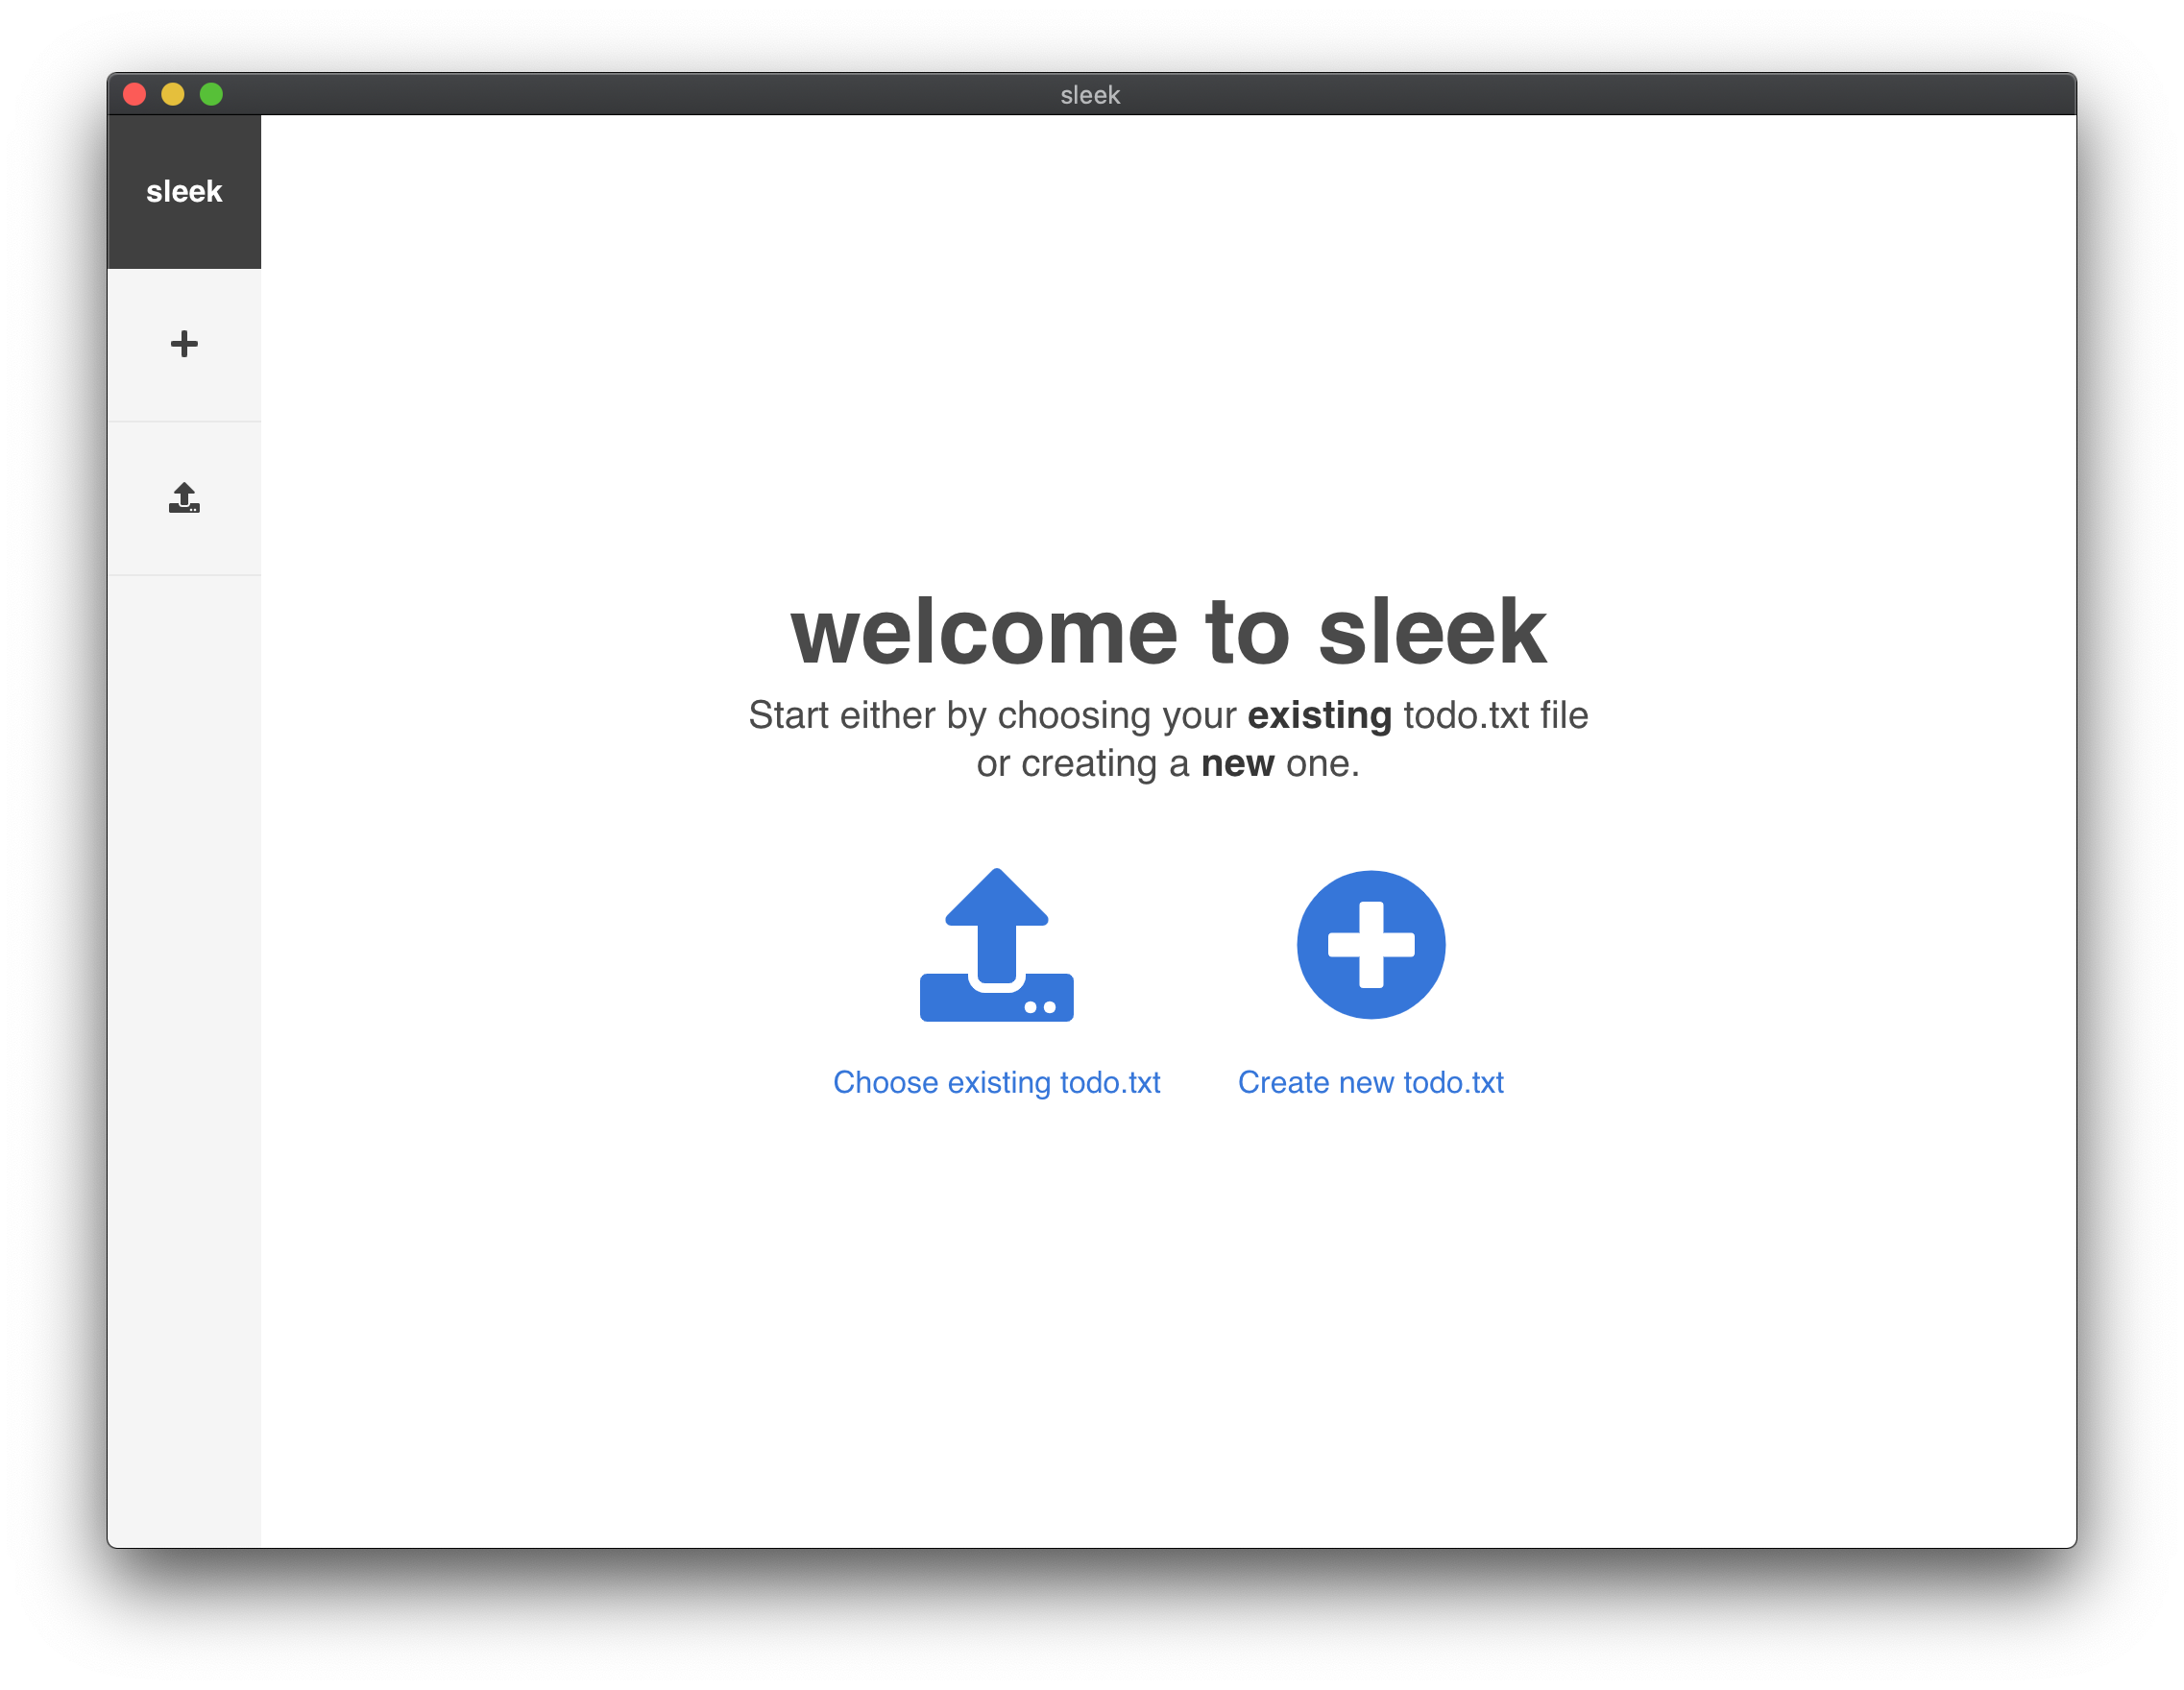 sleek
sleek
welcome to sleek
Start either by choosing your existing todo.txt file
or creating a new one.
Choose existing todo.txt
Create new todo.txt